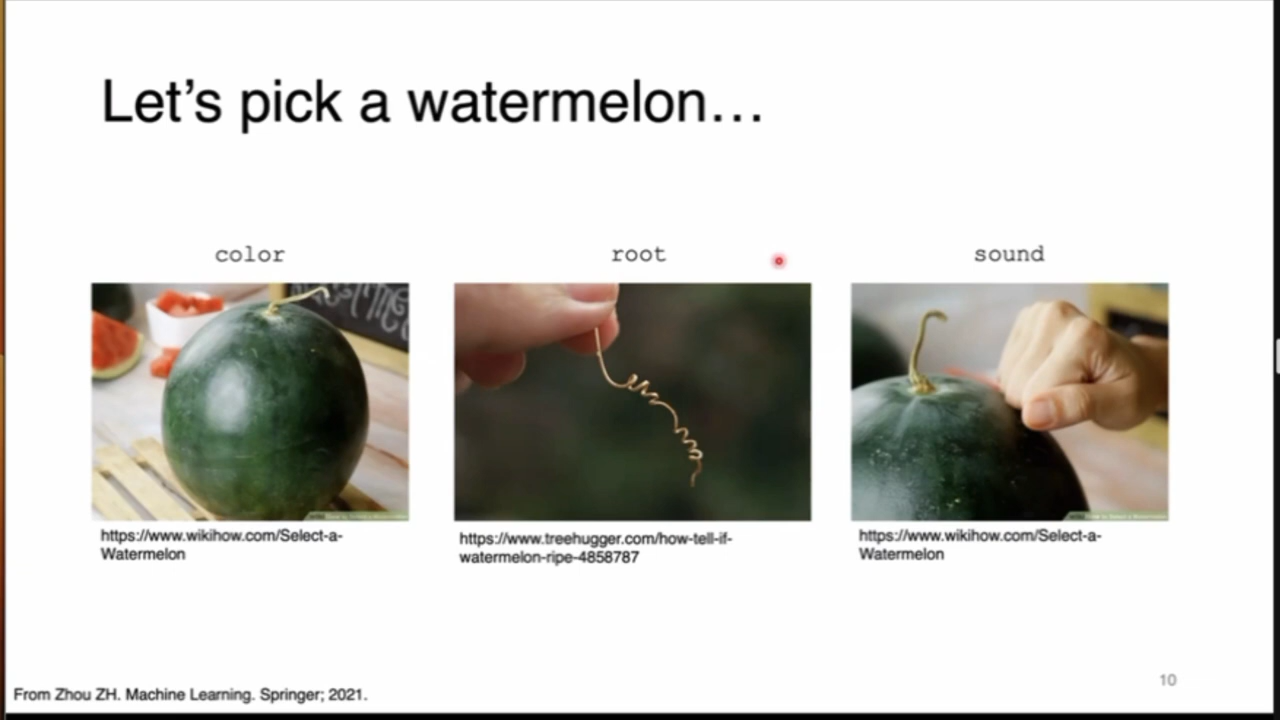 Let's pick a watermelon…
color
root
sound
https://www.wikihow.com/Select-a-
Watermelon
https://www.treehugger.com/how-tell-if-
watermelon-ripe-4858787
https://www.wikihow.com/Select-a-
Watermelon
10
From Zhou ZH. Machine Learning. Springer; 2021.